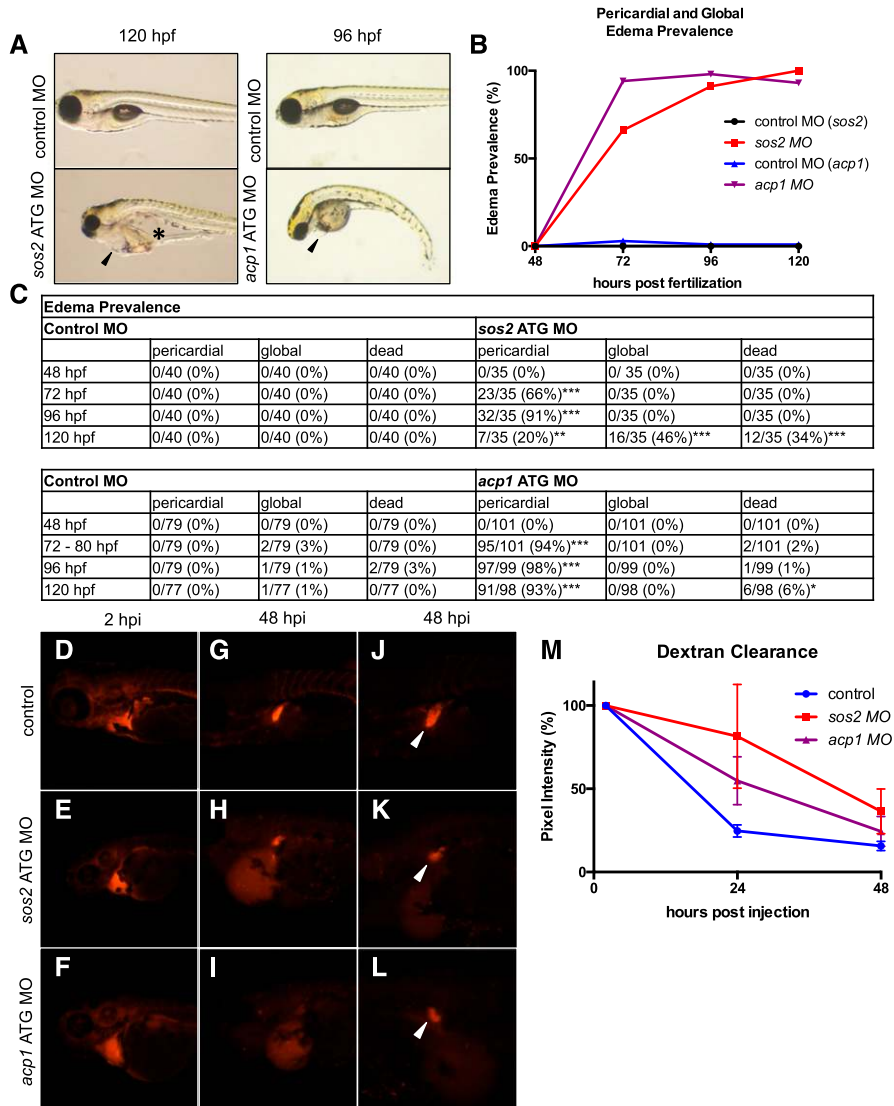 A
120 hpf
96 hpf
control MO
control MO
sos2 ATG MO
acp1 ATG MO
*
B
Pericardial and Global
Edema Prevalence
Edema Prevalence (%)
100
50
0
48
72
96
120
hours post fertilization
control MO (sos2)
sos2 MO
control MO (acp1)
acp1 MO
C
Edema Prevalence
Control MO sos2 ATG MO
pericardial global dead pericardial global dead
48 hpf 0/40 (0%) 0/40 (0%) 0/40 (0%) 0/35 (0%) 0/ 35 (0%) 0/35 (0%)
72 hpf 0/40 (0%) 0/40 (0%) 0/40 (0%) 23/35 (66%)*** 0/35 (0%) 0/35 (0%)
96 hpf 0/40 (0%) 0/40 (0%) 0/40 (0%) 32/35 (91%)*** 0/35 (0%) 0/35 (0%)
120 hpf 0/40 (0%) 0/40 (0%) 0/40 (0%) 7/35 (20%)** 16/35 (46%)*** 12/35 (34%)***
Control MO acp1 ATG MO
pericardial global dead pericardial global dead
48 hpf 0/79 (0%) 0/79 (0%) 0/79 (0%) 0/101 (0%) 0/101 (0%) 0/101 (0%)
72 - 80 hpf 0/79 (0%) 2/79 (3%) 0/79 (0%) 95/101 (94%)*** 0/101 (0%) 2/101 (2%)
96 hpf 0/79 (0%) 1/79 (1%) 2/79 (3%) 97/99 (98%)*** 0/99 (0%) 1/99 (1%)
120 hpf 0/77 (0%) 1/77 (1%) 0/77 (0%) 91/98 (93%)*** 0/98 (0%) 6/98 (6%)*
2 hpi
48 hpi
48 hpi
control
D
G
J
sos2 ATG MO
E
H
K
acp1 ATG MO
F
I
L
M
Dextran Clearance
Pixel Intensity (%)
100
50
0
0
24
48
hours post injection
control
sos2 MO
acp1 MO